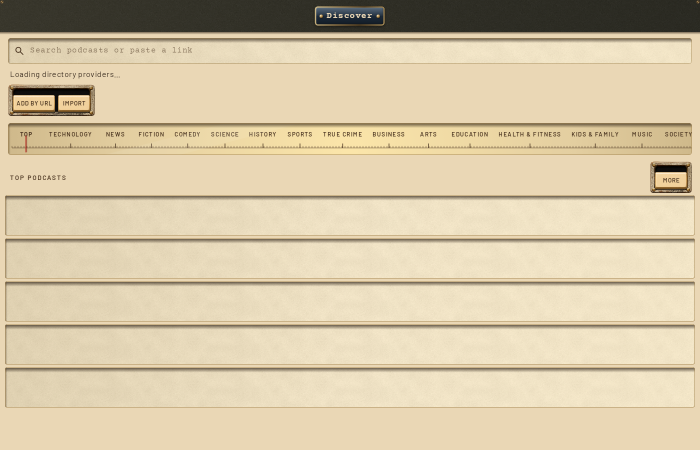 Discover
Search podcasts or paste a link
Loading directory providers...
ADD BY URL IMPORT
TOP TECHNOLOGY NEWS FICTION COMEDY SCIENCE HISTORY SPORTS TRUE CRIME BUSINESS ARTS EDUCATION HEALTH & FITNESS KIDS & FAMILY MUSIC SOCIETY
TOP PODCASTS
MORE